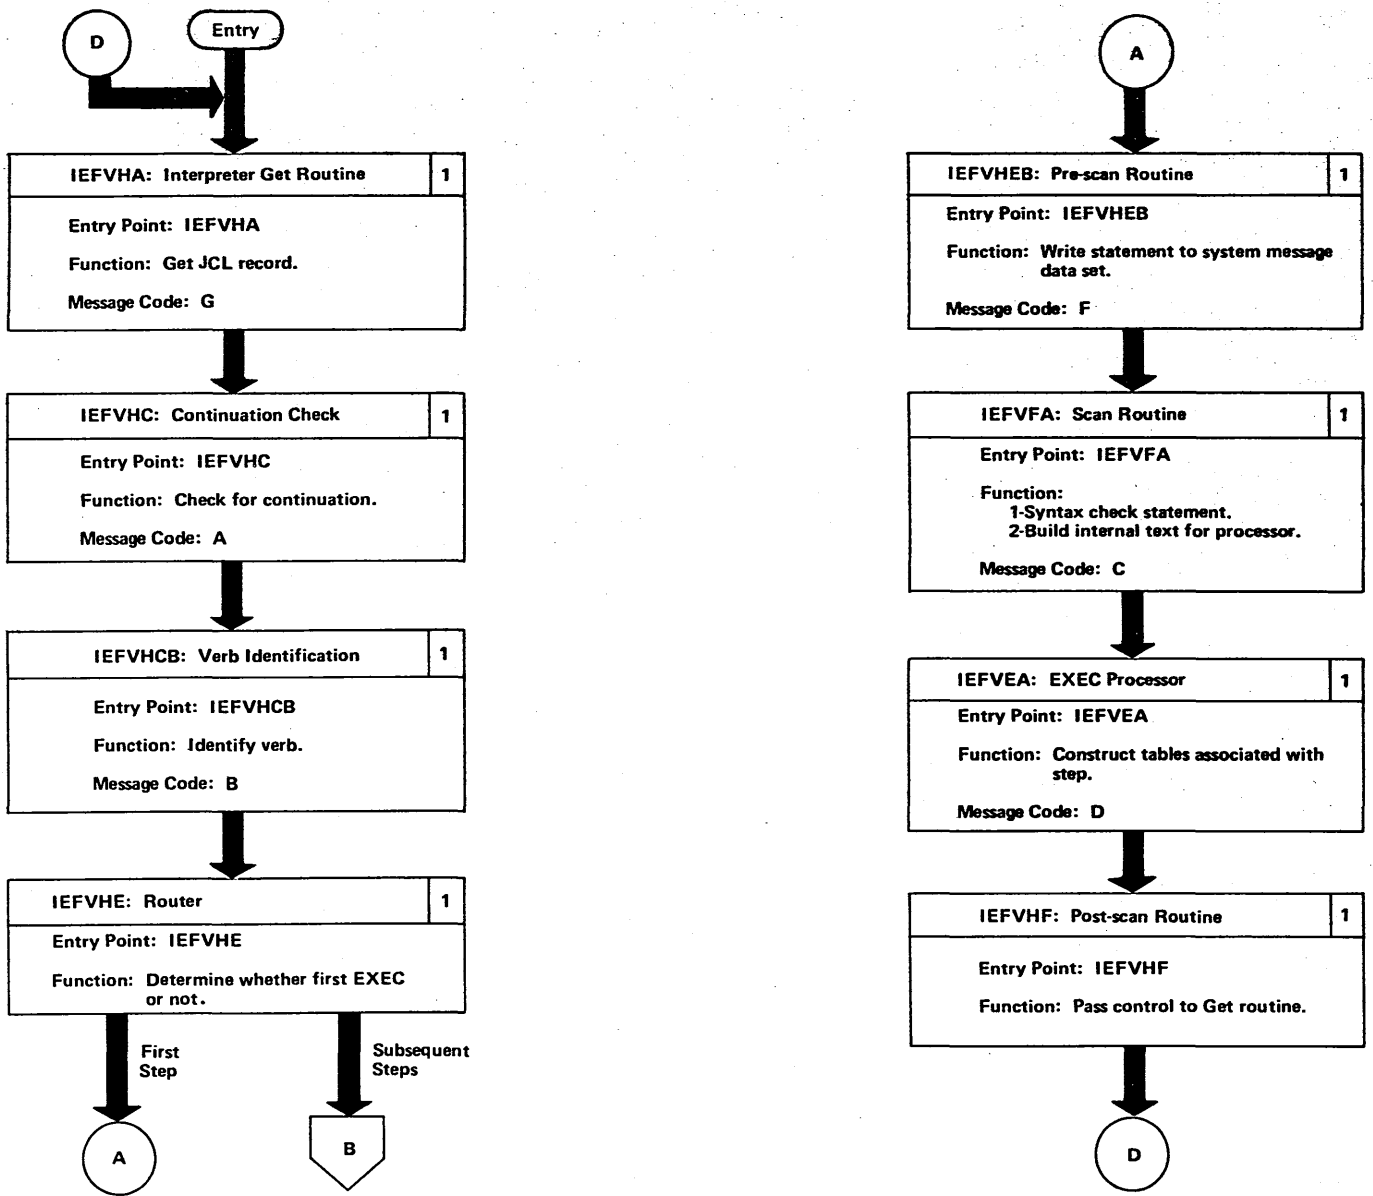 D
Entry
IEFVHA: Interpreter Get Routine 1
Entry Point: IEFVHA
Function: Get JCL record.
Message Code: G
IEFVHC: Continuation Check 1
Entry Point: IEFVHC
Function: Check for continuation.
Message Code: A
IEFVHCB: Verb Identification 1
Entry Point: IEFVHCB
Function: Identify verb.
Message Code: B
IEFVHE: Router 1
Entry Point: IEFVHE
Function: Determine whether first EXEC
or not.
First
Step
Subsequent
Steps
A
B
A
IEFVHEB: Pre-scan Routine 1
Entry Point: IEFVHEB
Function: Write statement to system message
data set.
Message Code: F
IEFVFA: Scan Routine 1
Entry Point: IEFVFA
Function:
1-Syntax check statement.
2-Build internal text for processor.
Message Code: C
IEFVEA: EXEC Processor 1
Entry Point: IEFVEA
Function: Construct tables associated with
step.
Message Code: D
IEFVHF: Post-scan Routine 1
Entry Point: IEFVHF
Function: Pass control to Get routine.
D